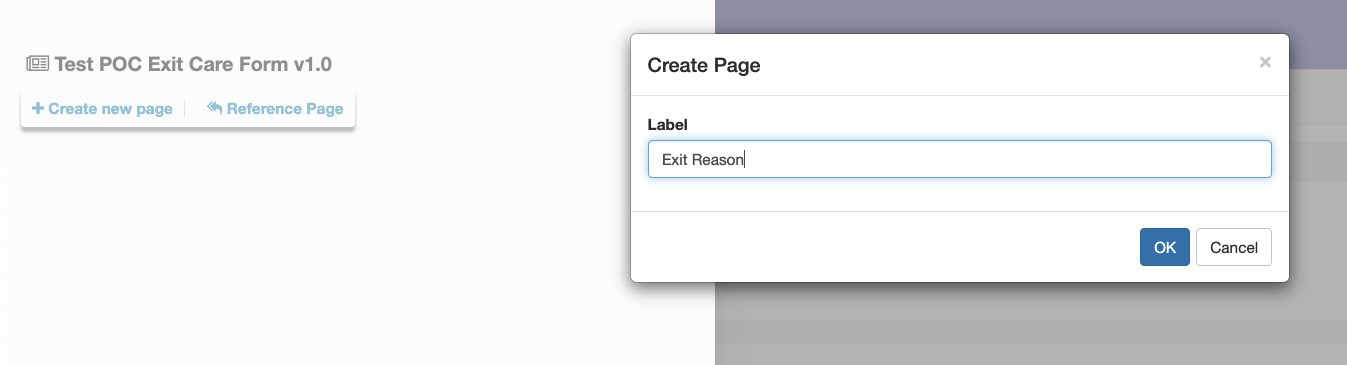 Test POC Exit Care Form v1.0
Create new page
Reference Page
Create Page
×
Label
Exit Reason
OK
Cancel